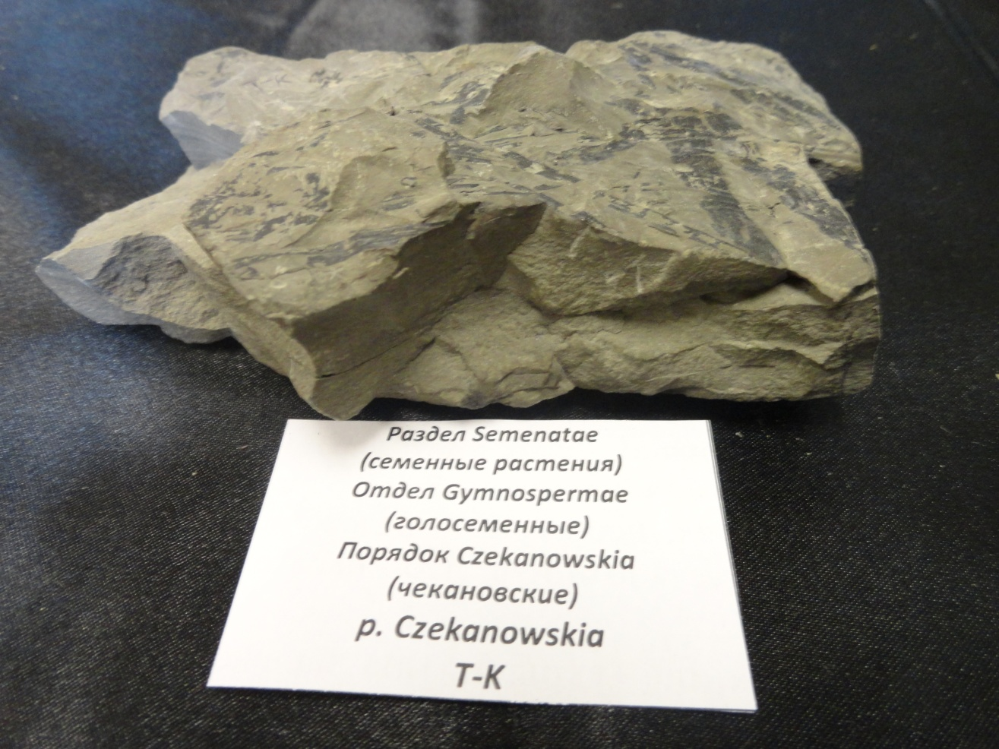 Раздел Semenatae
(семенные растения)
Отдел Gymnospermae
(голосеменные)
Порядок Czekanowskia
(чекановские)
р. Czekanowskia
Т-К